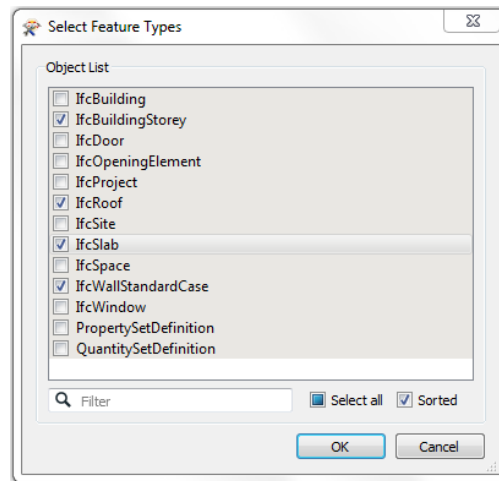 Select Feature Types
Object List
IfcBuilding
IfcBuildingStorey
IfcDoor
IfcOpeningElement
IfcProject
IfcRoof
IfcSite
IfcSlab
IfcSpace
IfcWallStandardCase
IfcWindow
PropertySetDefinition
QuantitySetDefinition
Filter Select all Sorted
OK Cancel